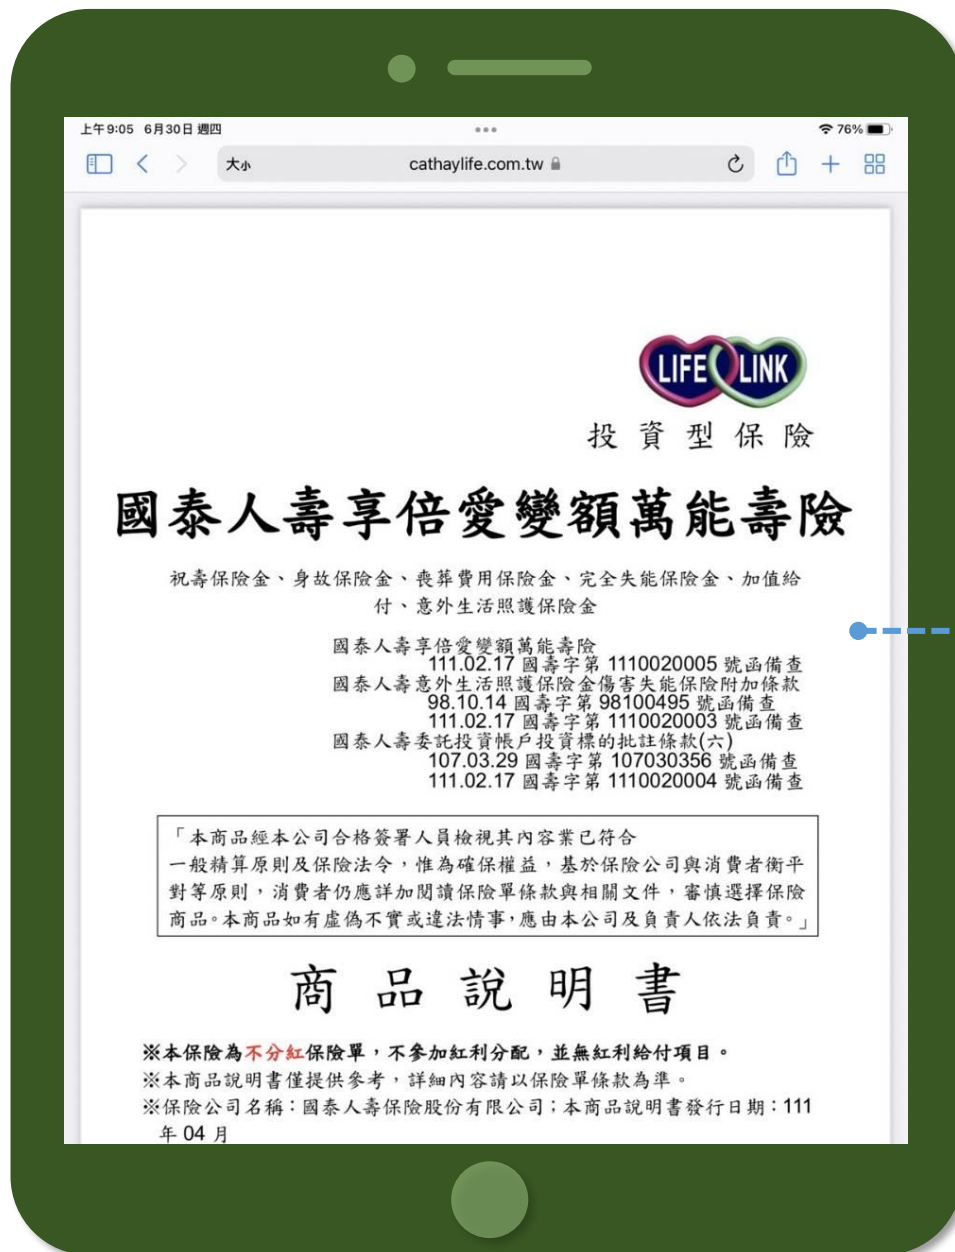 上午9:05 6月30日 週四
76%
大小
cathaylife.com.tw
LIFE LINK
投資型保險
國泰人壽享倍愛變額萬能壽險
祝壽保險金、身故保險金、喪葬費用保險金、完全失能保險金、加值給
付、意外生活照護保險金
國泰人壽享倍愛變額萬能壽險
111.02.17 國壽字第 1110020005 號函備查
國泰人壽意外生活照護保險金傷害失能保險附加條款
98.10.14 國壽字第 98100495 號函備查
111.02.17 國壽字第 1110020003 號函備查
國泰人壽委託投資帳戶投資標的批註條款(六)
107.03.29 國壽字第 107030356 號函備查
111.02.17 國壽字第 1110020004 號函備查
「本商品經本公司合格簽署人員檢視其內容業已符合
一般精算原則及保險法令，惟為確保權益，基於保險公司與消費者衡平
對等原則，消費者仍應詳加閱讀保險單條款與相關文件，審慎選擇保險
商品。本商品如有虛偽不實或違法情事，應由本公司及負責人依法負責。」
商品說明書
※本保險為不分紅保險單，不參加紅利分配，並無紅利給付項目。
※本商品說明書僅提供參考，詳細內容請以保險單條款為準。
※保險公司名稱：國泰人壽保險股份有限公司；本商品說明書發行日期：111
年 04 月